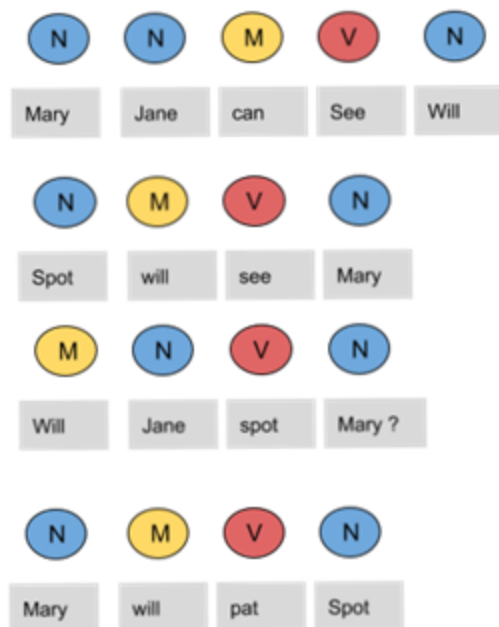 N N M V N
Mary Jane can See Will
N M V N
Spot will see Mary
M N V N
Will Jane spot Mary ?
N M V N
Mary will pat Spot